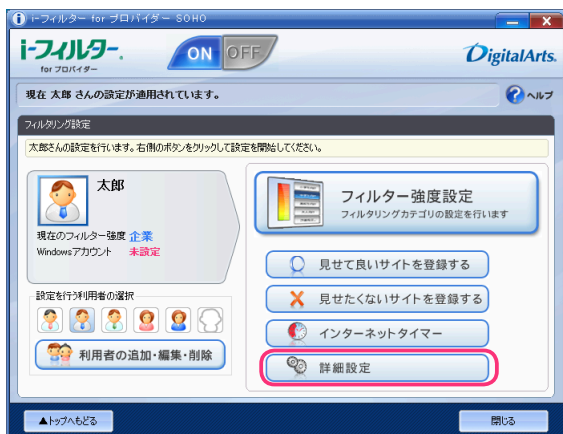 i-フィルター for プロバイダー SOHO
i-フィルター®
for プロバイダー
ON OFF
DigitalArts.
現在 太郎 さんの設定が適用されています。
ヘルプ
フィルタリング設定
太郎さんの設定を行います。右側のボタンをクリックして設定を開始してください。
太郎
現在のフィルター強度 企業
Windowsアカウント 未設定
設定を行う利用者の選択
利用者の追加・編集・削除
フィルター強度設定
フィルタリングカテゴリの設定を行います
見せて良いサイトを登録する
見せたくないサイトを登録する
インターネットタイマー
詳細設定
▲トップへもどる
閉じる